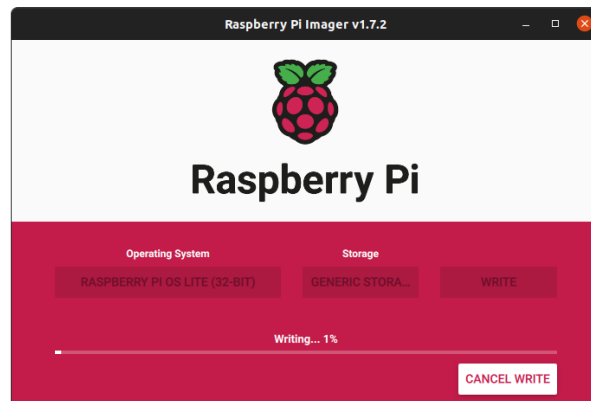 Raspberry Pi Imager v1.7.2
Raspberry Pi
Operating System Storage
RASPBERRY PI OS LITE (32-BIT) GENERIC STORA... WRITE
Writing... 1%
CANCEL WRITE